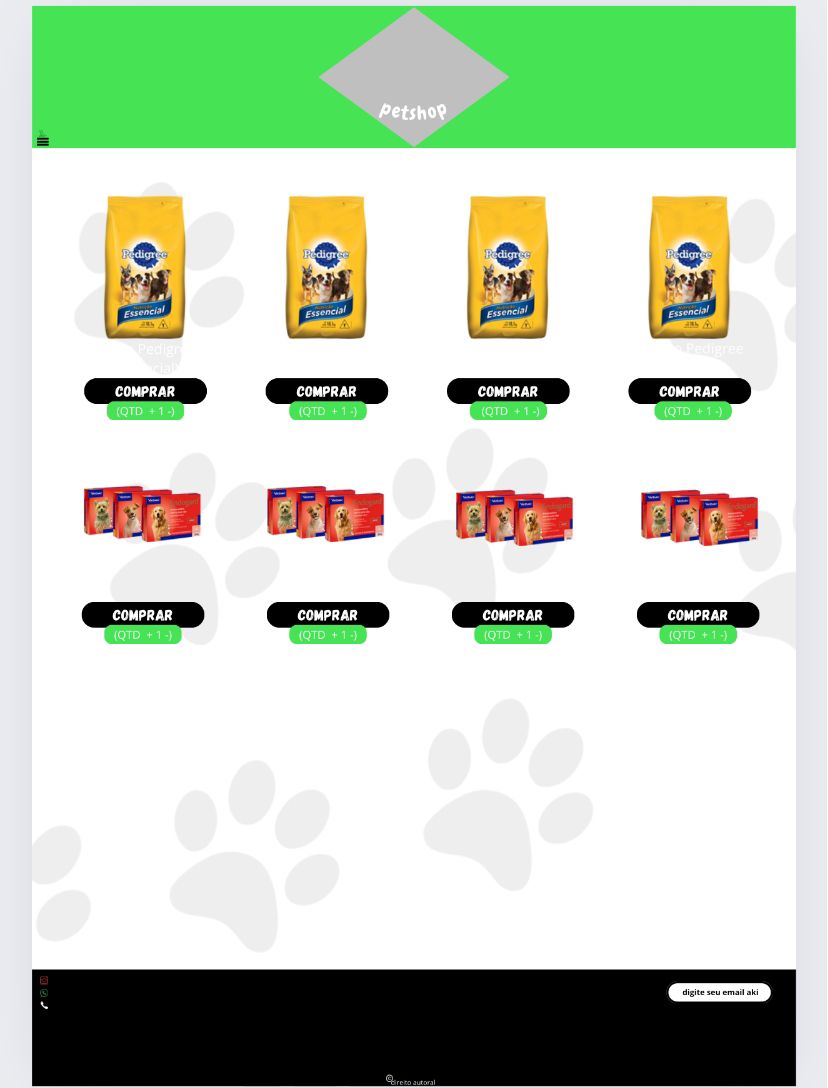 petshop
Pedigree
Pedigree
Pedigree
Pedigree
Essencial
Essencial
Essencial
Essencial
Pedigree
COMPRAR
COMPRAR
COMPRAR
COMPRAR
(QTD + 1 -)
(QTD + 1 -)
(QTD + 1 -)
(QTD + 1 -)
COMPRAR
COMPRAR
COMPRAR
COMPRAR
(QTD + 1 -)
(QTD + 1 -)
(QTD + 1 -)
(QTD + 1 -)
digite seu email aki
©
direito autoral